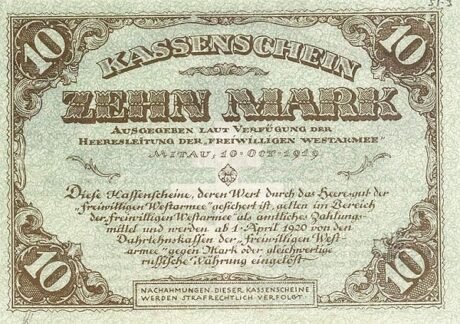 51.3
10 10
KASSENSCHEIN
ZEHN MARK
AUSGEGEBEN LAUT VERFÜGUNG DER
HEERESLEITUNG DER „FREIWILLIGEN WESTARMEE"
MITAU, 10. OCT. 1919
Diese Kassenscheine, deren Wert durch das Heeresgut der
„freiwilligen Westarmee" gesichert ist, gelten im Bereich
der „freiwilligen Westarmee" als amtliches Zahlungs-
mittel und werden ab 1. April 1920 von den
Darlehnskassen der „freiwilligen West-
armee" gegen Mark oder gleichwertige
russische Währung eingelöst
10 10
NACHAHMUNGEN DIESER KASSENSCHEINE
WERDEN STRAFRECHTLICH VERFOLGT